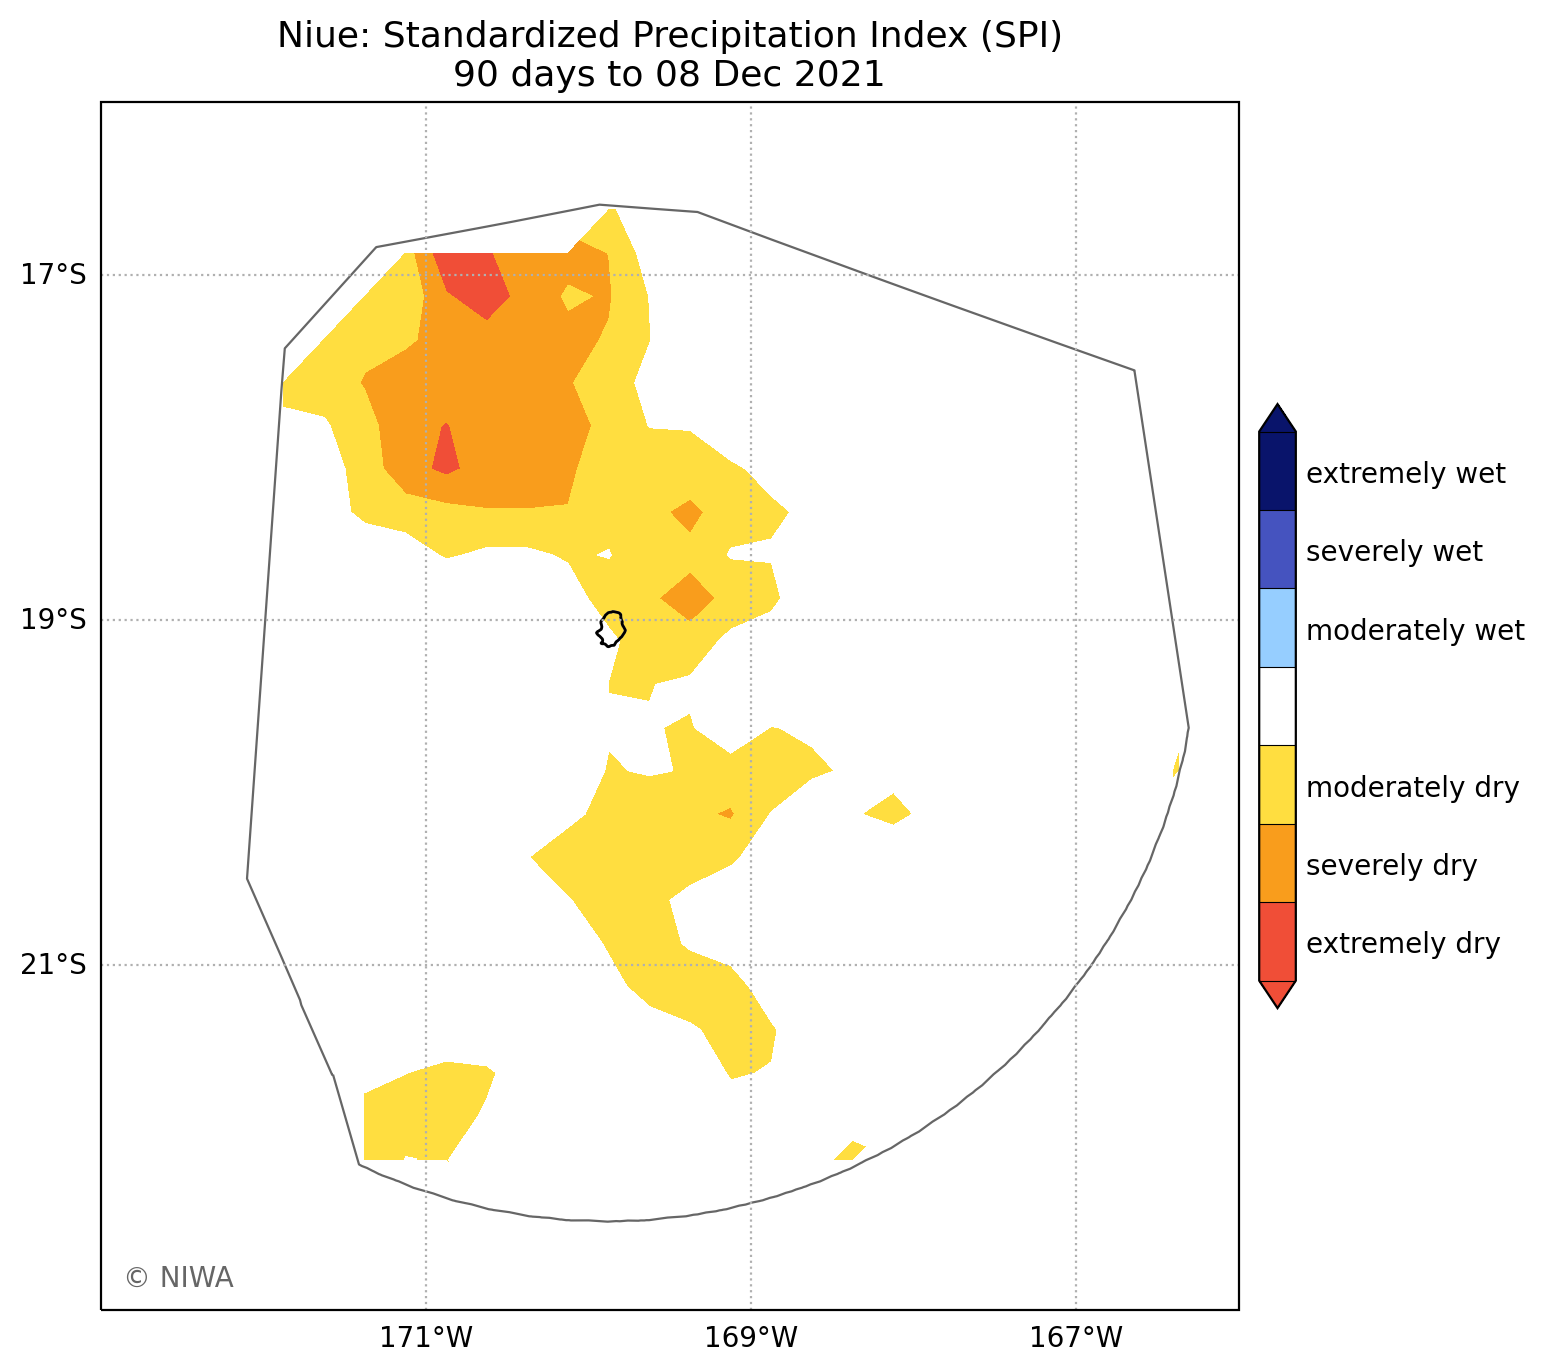 Niue: Standardized Precipitation Index (SPI)
90 days to 08 Dec 2021
17°S
19°S
21°S
171°W
169°W
167°W
extremely wet
severely wet
moderately wet
moderately dry
severely dry
extremely dry
© NIWA